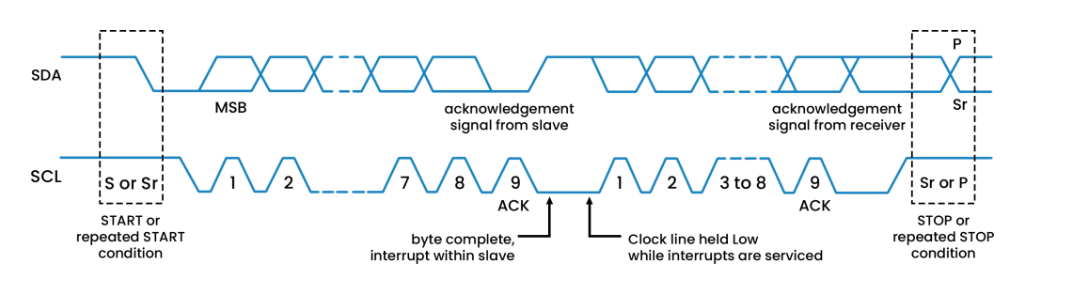 P
SDA
MSB
acknowledgement
signal from slave
acknowledgement
signal from receiver
Sr
SCL
S or Sr
1
2
7
8
9
1
2
3 to 8
9
Sr or P
ACK
ACK
START or
repeated START
condition
byte complete,
interrupt within slave
Clock line held Low
while interrupts are serviced
STOP or
repeated STOP
condition